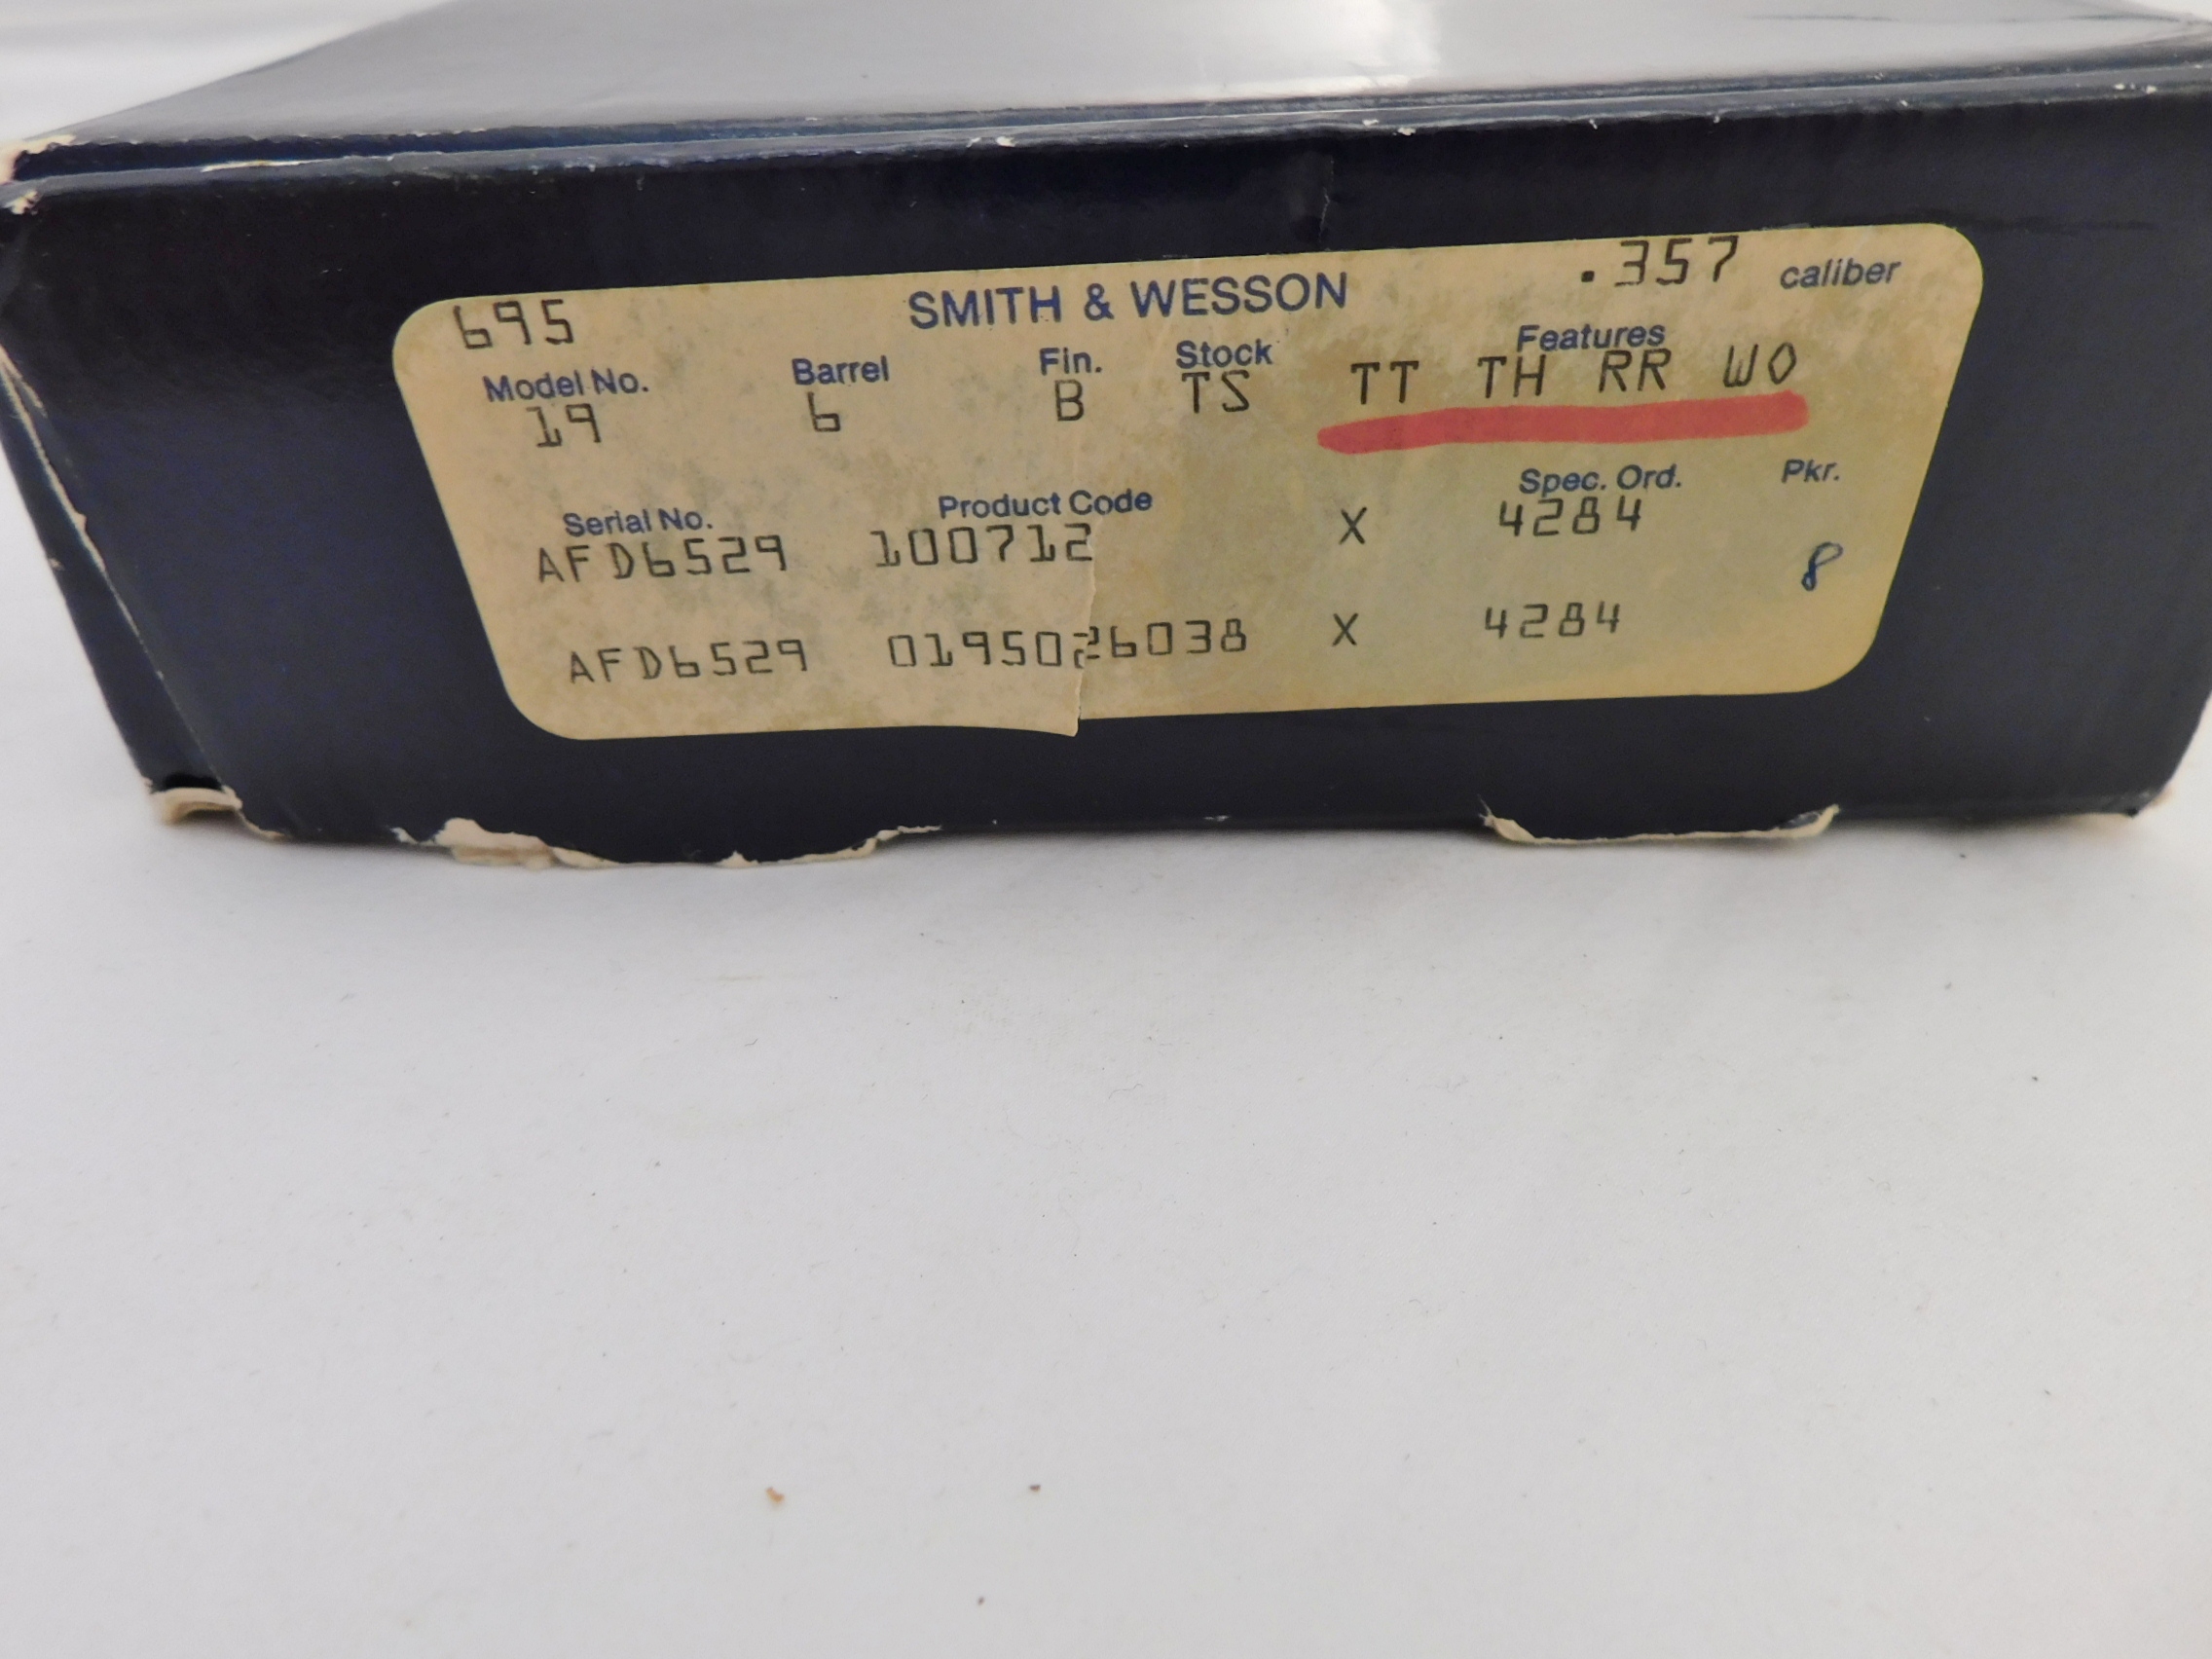 695 SMITH & WESSON .357 caliber
Model No. Barrel Fin. Stock Features
19 6 B TS TT TH RR WO
Serial No. Product Code Spec. Ord. Pkr.
AFD6529 100712 X 4284
8
AFD6529 0195026038 X 4284